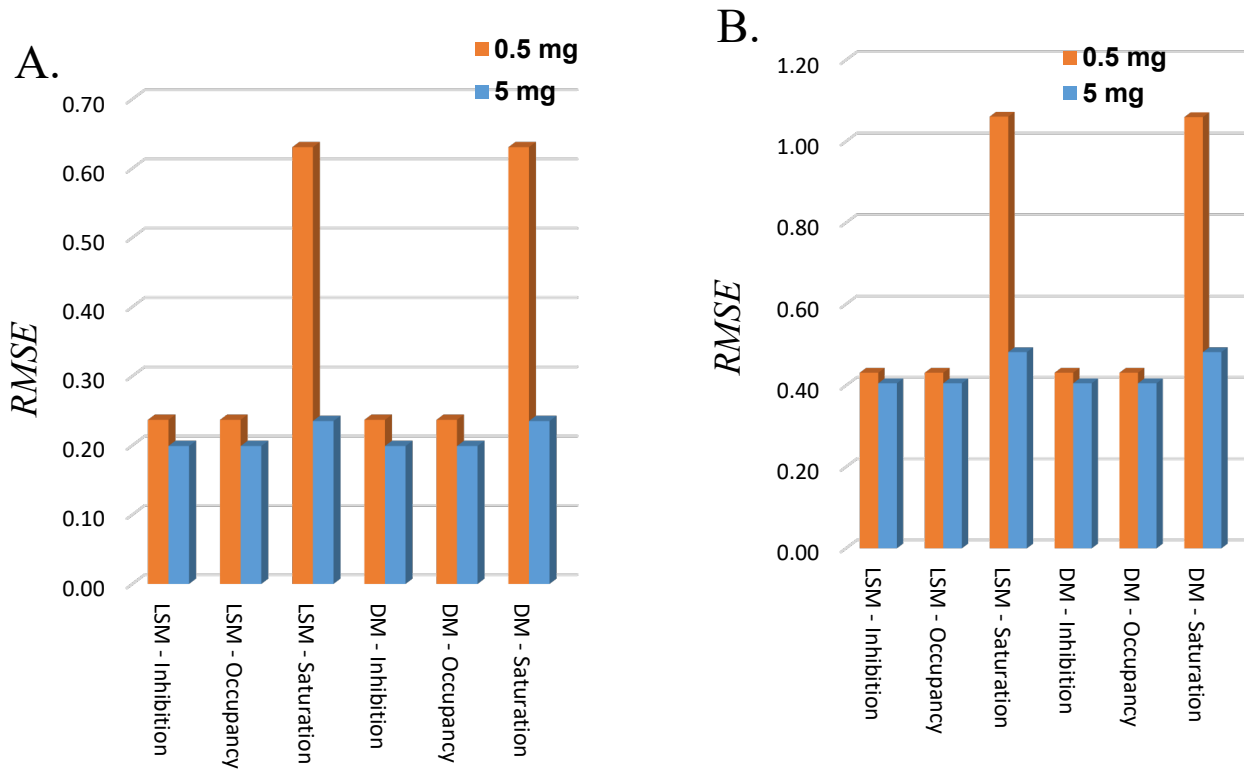 A.
0.5 mg
5 mg
RMSE
0.70
0.60
0.50
0.40
0.30
0.20
0.10
0.00
LSM - Inhibition
LSM - Occupancy
LSM - Saturation
DM - Inhibition
DM - Occupancy
DM - Saturation
B.
0.5 mg
5 mg
RMSE
1.20
1.00
0.80
0.60
0.40
0.20
0.00
LSM - Inhibition
LSM - Occupancy
LSM - Saturation
DM - Inhibition
DM - Occupancy
DM - Saturation